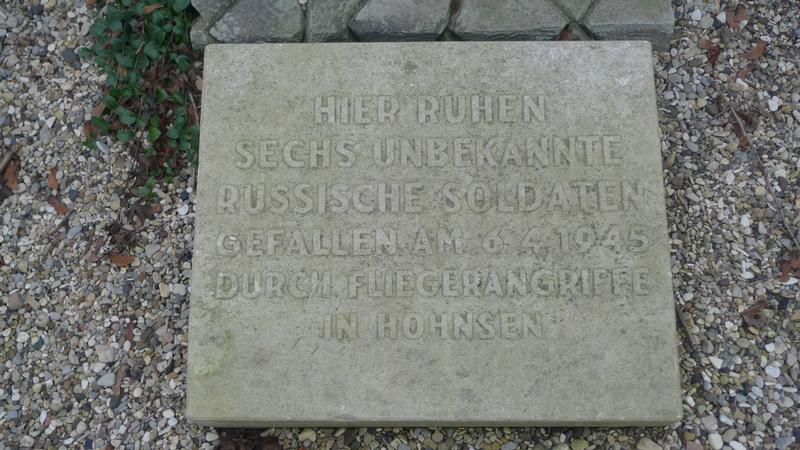 HIER RUHEN
SECHS UNBEKANNTE
RUSSISCHE SOLDATEN
GEFALLEN AM 6.4.1945
DURCH FLIEGERANGRIFFE
IN HOHNSEN